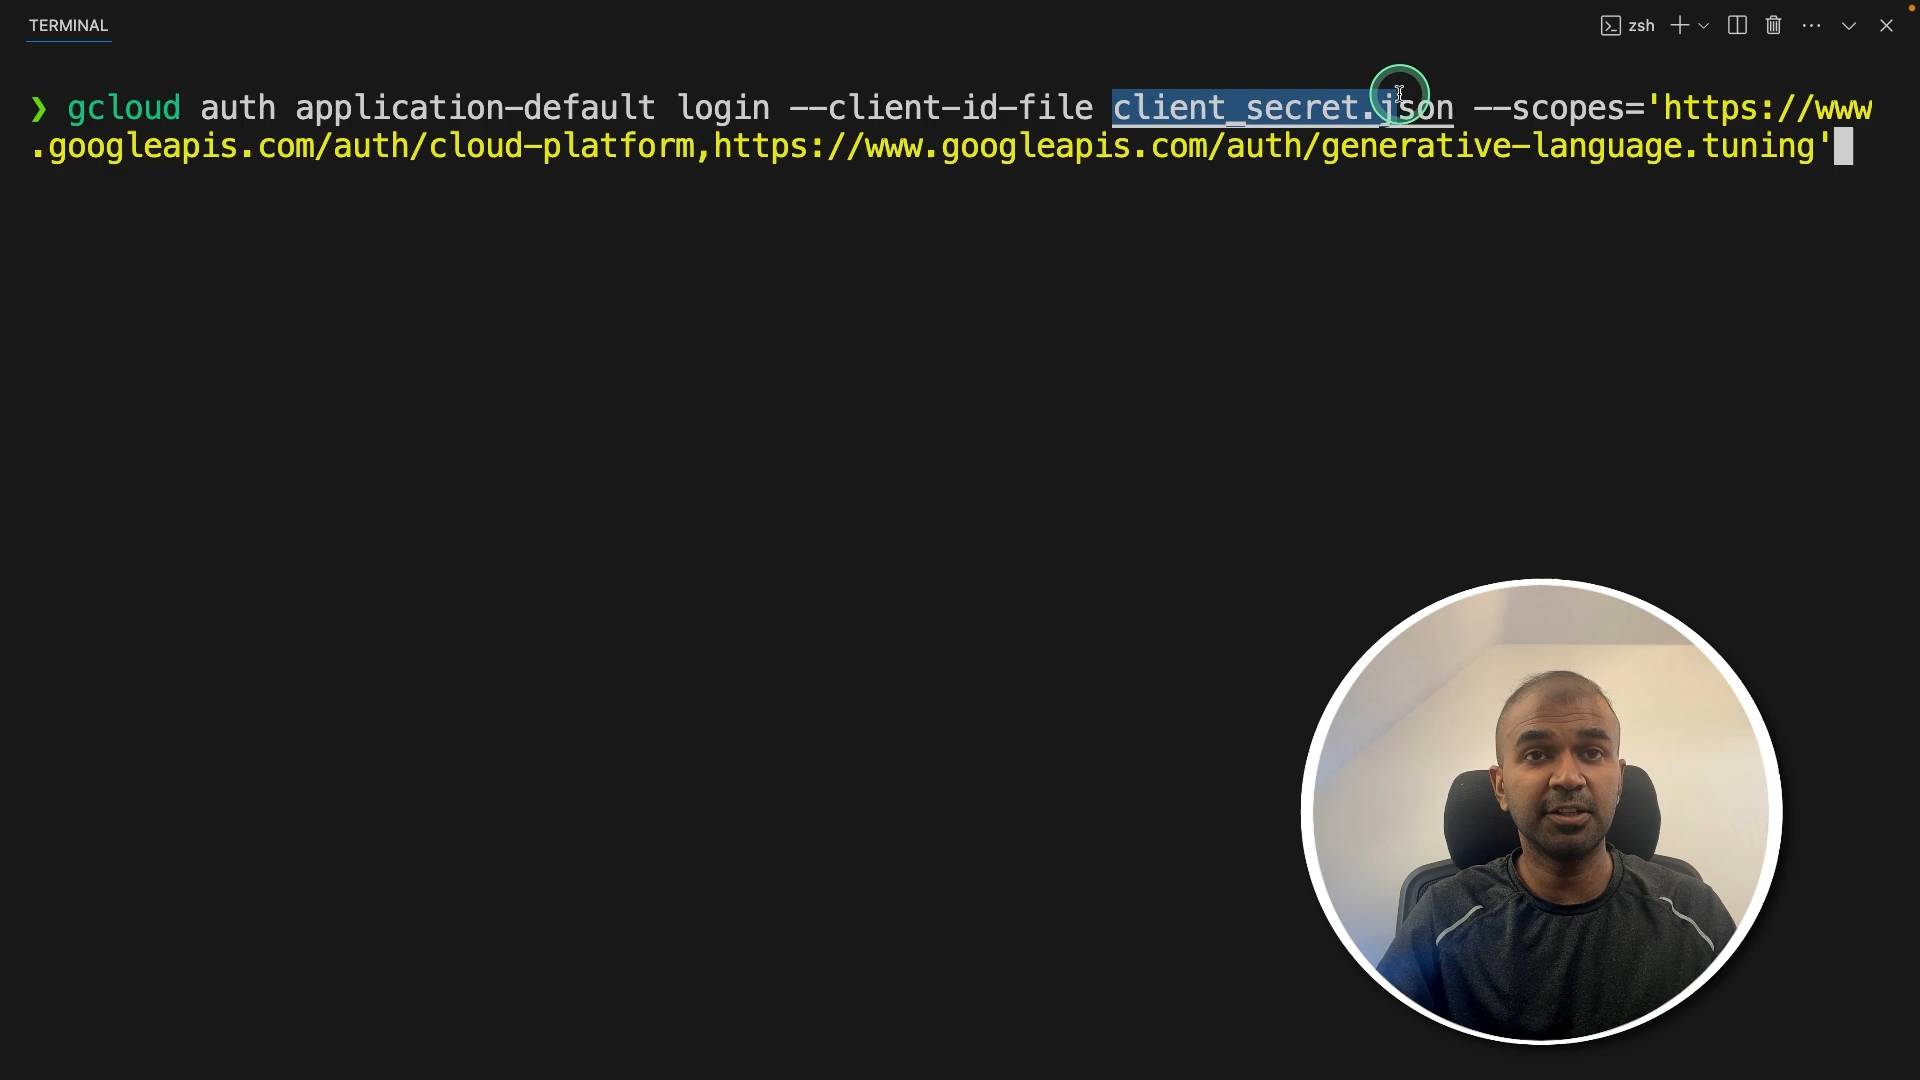 TERMINAL
zsh
❯ gcloud auth application-default login --client-id-file client_secret.json --scopes='https://www
.googleapis.com/auth/cloud-platform,https://www.googleapis.com/auth/generative-language.tuning'